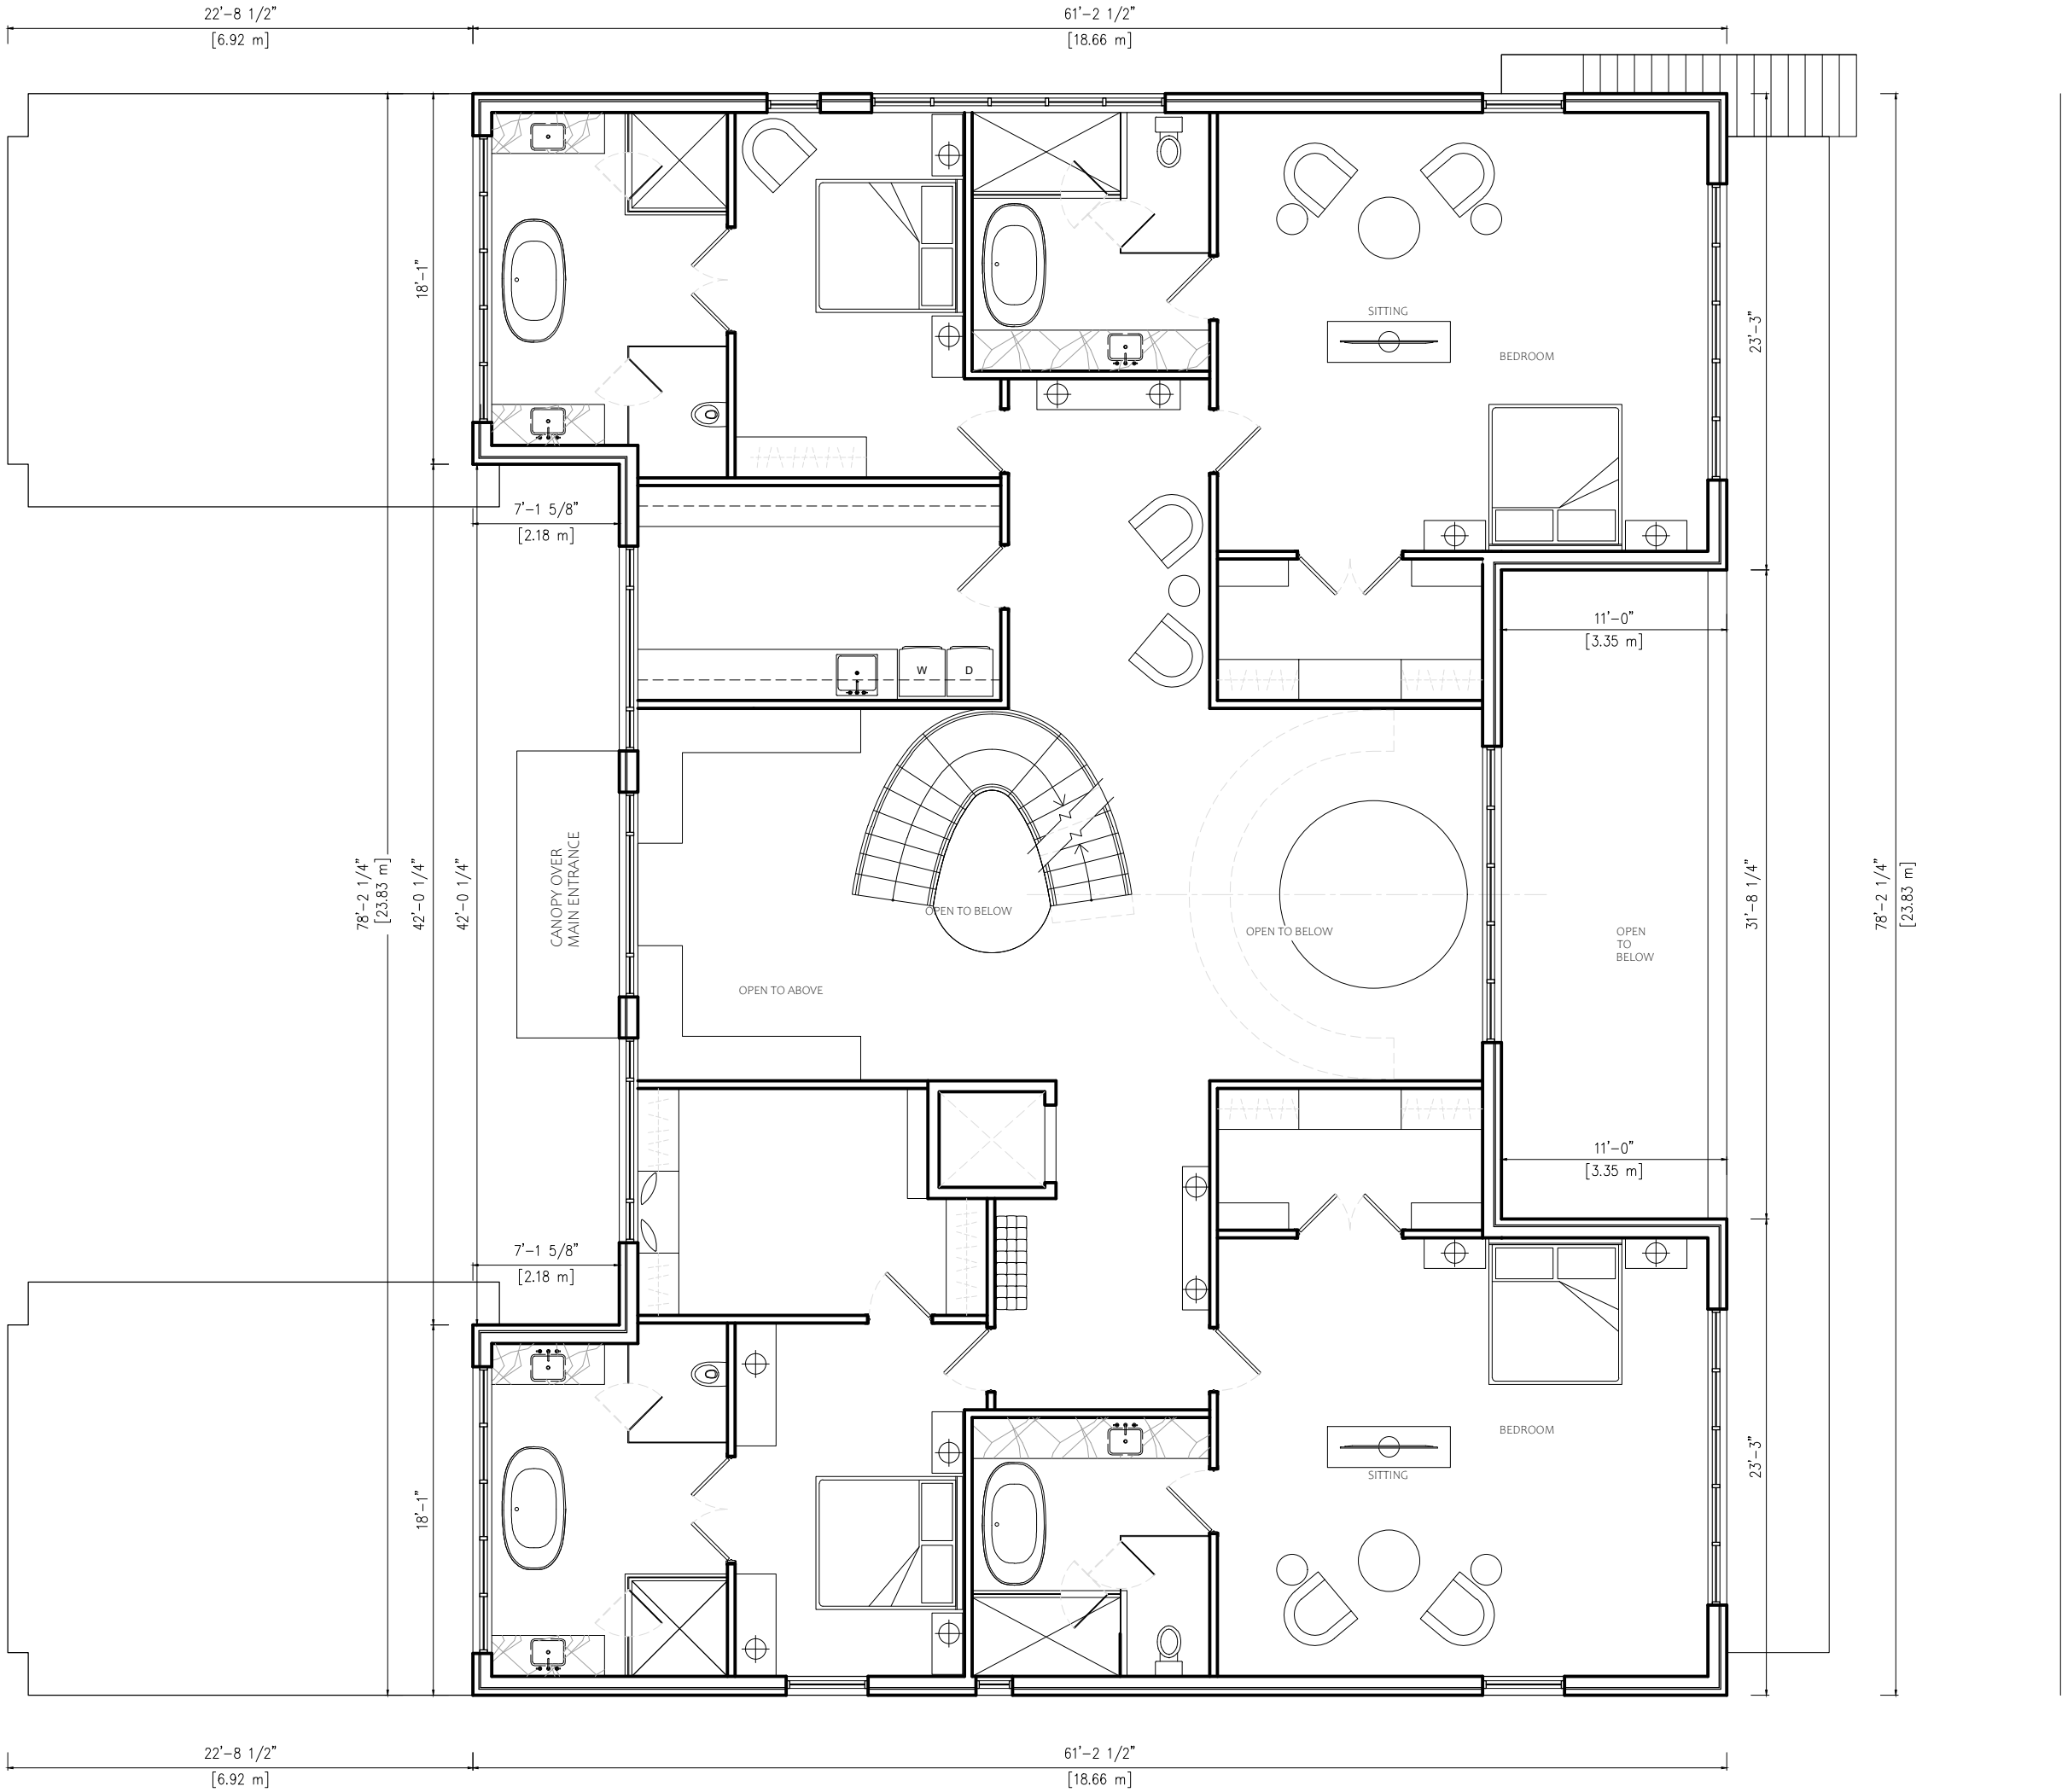 22'-8 1/2"
[6.92 m]
61'-2 1/2"
[18.66 m]
18'-1"
23'-3"
SITTING
BEDROOM
7'-1 5/8"
[2.18 m]
11'-0"
[3.35 m]
W
D
78'-2 1/4"
[23.83 m]
42'-0 1/4"
42'-0 1/4"
CANOPY OVER
MAIN ENTRANCE
OPEN TO BELOW
OPEN TO BELOW
OPEN
TO
BELOW
31'-8 1/4"
78'-2 1/4"
[23.83 m]
OPEN TO ABOVE
11'-0"
[3.35 m]
7'-1 5/8"
[2.18 m]
BEDROOM
SITTING
18'-1"
23'-3"
22'-8 1/2"
[6.92 m]
61'-2 1/2"
[18.66 m]